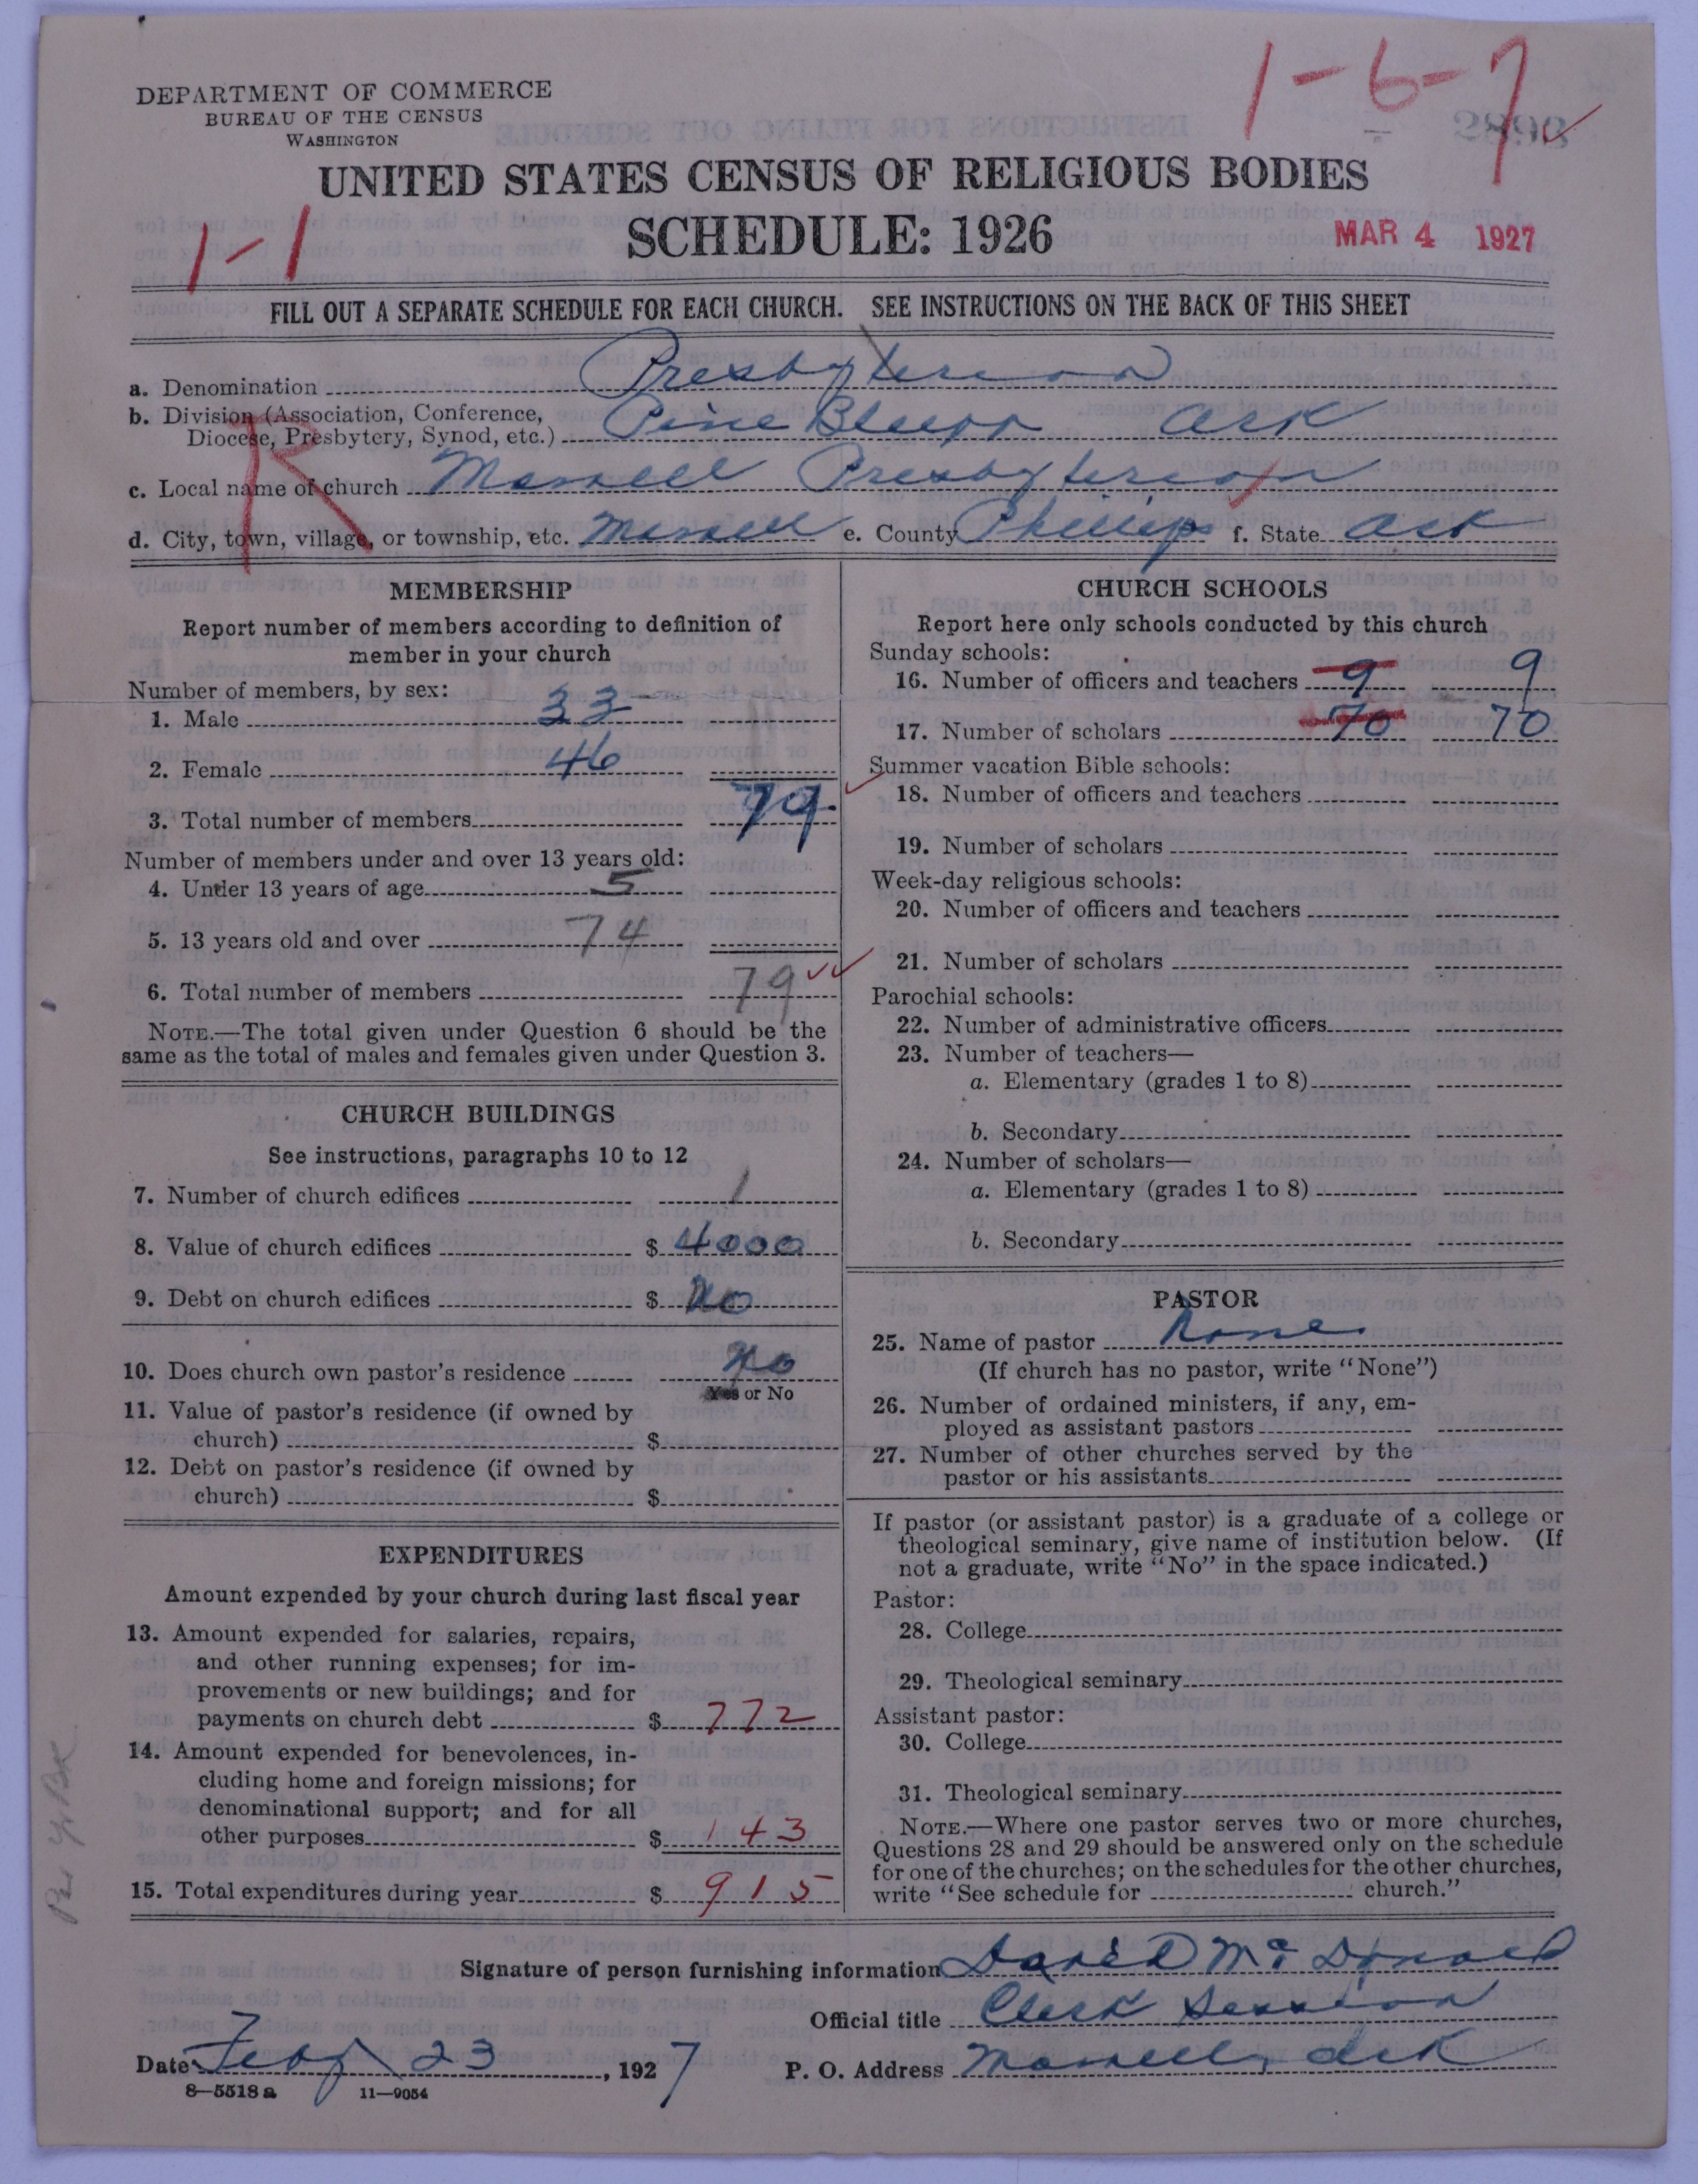 1-6-7
DEPARTMENT OF COMMERCE
BUREAU OF THE CENSUS
WASHINGTON
2896
UNITED STATES CENSUS OF RELIGIOUS BODIES
1-1
SCHEDULE: 1926
MAR 4 1927
FILL OUT A SEPARATE SCHEDULE FOR EACH CHURCH. SEE INSTRUCTIONS ON THE BACK OF THIS SHEET
a. Denomination Presbyterian
b. Division (Association, Conference,
Diocese, Presbytery, Synod, etc.) Pine Bluff Ark
R
c. Local name of church Marvell Presbyterian
d. City, town, village, or township, etc. Marvell e. County Phillips f. State Ark
MEMBERSHIP
Report number of members according to definition of
member in your church
Number of members, by sex:
1. Male 33
2. Female 46
3. Total number of members 79
Number of members under and over 13 years old:
4. Under 13 years of age 5
5. 13 years old and over 74
6. Total number of members 79
NOTE.—The total given under Question 6 should be the
same as the total of males and females given under Question 3.
CHURCH BUILDINGS
See instructions, paragraphs 10 to 12
7. Number of church edifices 1
8. Value of church edifices $ 4000
9. Debt on church edifices $ No
10. Does church own pastor's residence No
Yes or No
11. Value of pastor's residence (if owned by
church) $
12. Debt on pastor's residence (if owned by
church) $
EXPENDITURES
Amount expended by your church during last fiscal year
13. Amount expended for salaries, repairs,
and other running expenses; for im-
provements or new buildings; and for
payments on church debt $ 772
14. Amount expended for benevolences, in-
cluding home and foreign missions; for
denominational support; and for all
other purposes $ 143
15. Total expenditures during year $ 915
Per Yr Bk
CHURCH SCHOOLS
Report here only schools conducted by this church
Sunday schools:
16. Number of officers and teachers 9 9
17. Number of scholars 70 70
Summer vacation Bible schools:
18. Number of officers and teachers
19. Number of scholars
Week-day religious schools:
20. Number of officers and teachers
21. Number of scholars
Parochial schools:
22. Number of administrative officers
23. Number of teachers—
a. Elementary (grades 1 to 8)
b. Secondary
24. Number of scholars—
a. Elementary (grades 1 to 8)
b. Secondary
PASTOR
25. Name of pastor None
(If church has no pastor, write "None")
26. Number of ordained ministers, if any, em-
ployed as assistant pastors
27. Number of other churches served by the
pastor or his assistants
If pastor (or assistant pastor) is a graduate of a college or
theological seminary, give name of institution below. (If
not a graduate, write "No" in the space indicated.)
Pastor:
28. College
29. Theological seminary
Assistant pastor:
30. College
31. Theological seminary
NOTE.—Where one pastor serves two or more churches,
Questions 28 and 29 should be answered only on the schedule
for one of the churches; on the schedules for the other churches,
write "See schedule for church."
Signature of person furnishing information David McDonald
Official title Clerk Session
Date Feby 23, 1927 P. O. Address Marvell, Ark
8—5518 a 11—9054